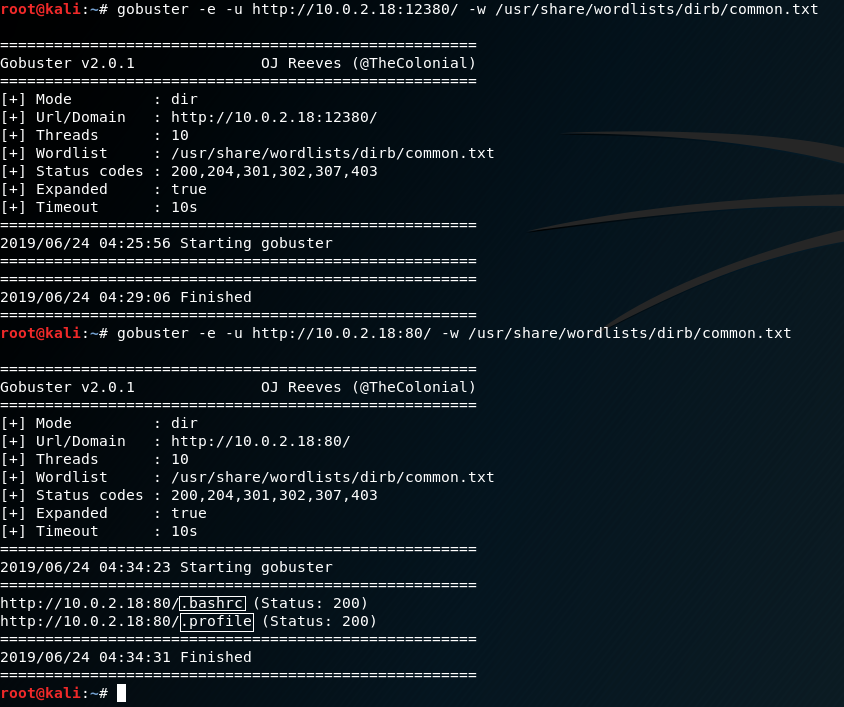 root@kali:~# gobuster -e -u http://10.0.2.18:12380/ -w /usr/share/wordlists/dirb/common.txt
=====================================================
Gobuster v2.0.1              OJ Reeves (@TheColonial)
=====================================================
[+] Mode         : dir
[+] Url/Domain   : http://10.0.2.18:12380/
[+] Threads      : 10
[+] Wordlist     : /usr/share/wordlists/dirb/common.txt
[+] Status codes : 200,204,301,302,307,403
[+] Expanded     : true
[+] Timeout      : 10s
=====================================================
2019/06/24 04:25:56 Starting gobuster
=====================================================
=====================================================
2019/06/24 04:29:06 Finished
=====================================================
root@kali:~# gobuster -e -u http://10.0.2.18:80/ -w /usr/share/wordlists/dirb/common.txt
=====================================================
Gobuster v2.0.1              OJ Reeves (@TheColonial)
=====================================================
[+] Mode         : dir
[+] Url/Domain   : http://10.0.2.18:80/
[+] Threads      : 10
[+] Wordlist     : /usr/share/wordlists/dirb/common.txt
[+] Status codes : 200,204,301,302,307,403
[+] Expanded     : true
[+] Timeout      : 10s
=====================================================
2019/06/24 04:34:23 Starting gobuster
=====================================================
http://10.0.2.18:80/.bashrc (Status: 200)
http://10.0.2.18:80/.profile (Status: 200)
=====================================================
2019/06/24 04:34:31 Finished
=====================================================
root@kali:~#